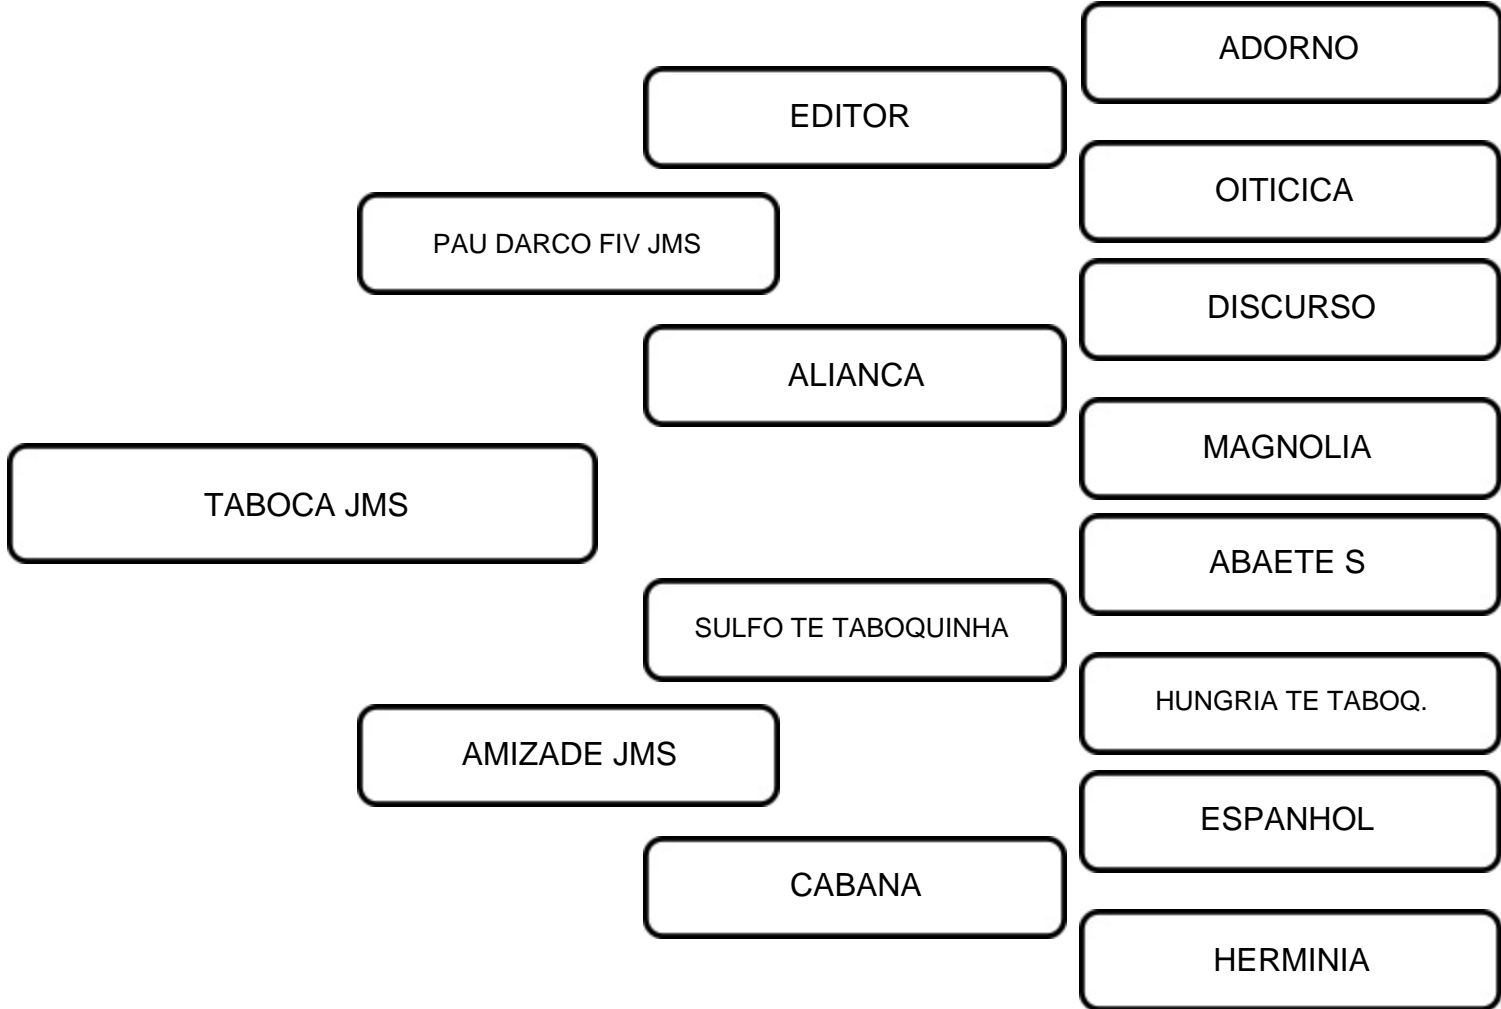 ADORNO
EDITOR
OITICICA
PAU DARCO FIV JMS
DISCURSO
ALIANCA
MAGNOLIA
TABOCA JMS
ABAETE S
SULFO TE TABOQUINHA
HUNGRIA TE TABOQ.
AMIZADE JMS
ESPANHOL
CABANA
HERMINIA